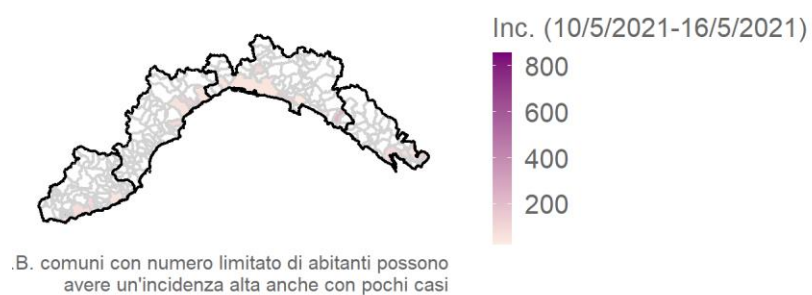 Inc. (10/5/2021-16/5/2021)
800
600
400
200
.B. comuni con numero limitato di abitanti possono
avere un'incidenza alta anche con pochi casi